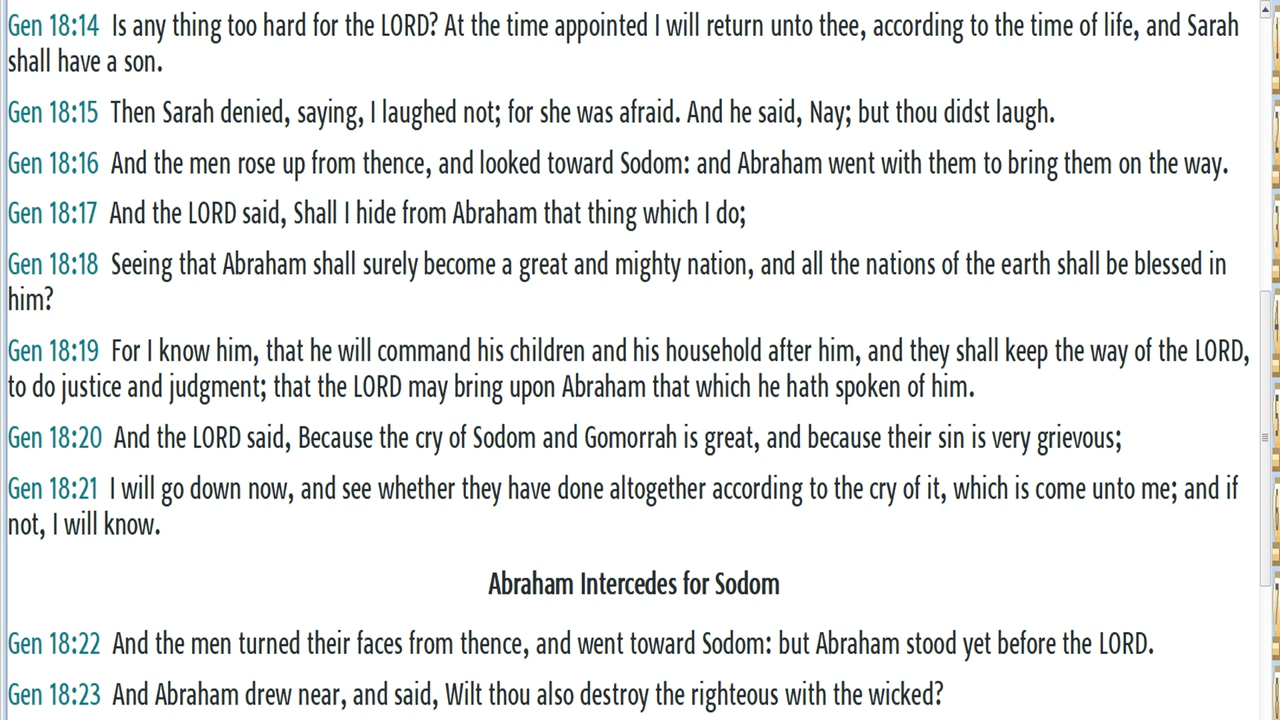 Gen 18:14 Is any thing too hard for the LORD? At the time appointed I will return unto thee, according to the time of life, and Sarah
shall have a son.
Gen 18:15 Then Sarah denied, saying, I laughed not; for she was afraid. And he said, Nay; but thou didst laugh.
Gen 18:16 And the men rose up from thence, and looked toward Sodom: and Abraham went with them to bring them on the way.
Gen 18:17 And the LORD said, Shall I hide from Abraham that thing which I do;
Gen 18:18 Seeing that Abraham shall surely become a great and mighty nation, and all the nations of the earth shall be blessed in
him?
Gen 18:19 For I know him, that he will command his children and his household after him, and they shall keep the way of the LORD,
to do justice and judgment; that the LORD may bring upon Abraham that which he hath spoken of him.
Gen 18:20 And the LORD said, Because the cry of Sodom and Gomorrah is great, and because their sin is very grievous;
Gen 18:21 I will go down now, and see whether they have done altogether according to the cry of it, which is come unto me; and if
not, I will know.
Abraham Intercedes for Sodom
Gen 18:22 And the men turned their faces from thence, and went toward Sodom: but Abraham stood yet before the LORD.
Gen 18:23 And Abraham drew near, and said, Wilt thou also destroy the righteous with the wicked?